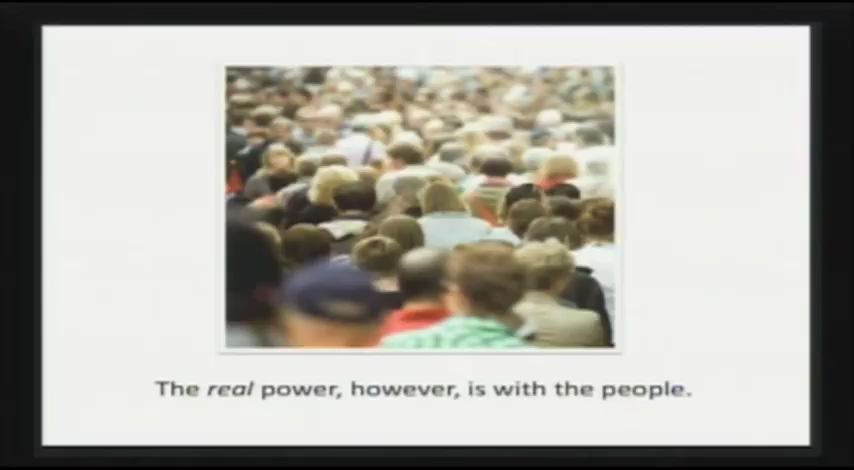 The real power, however, is with the people.